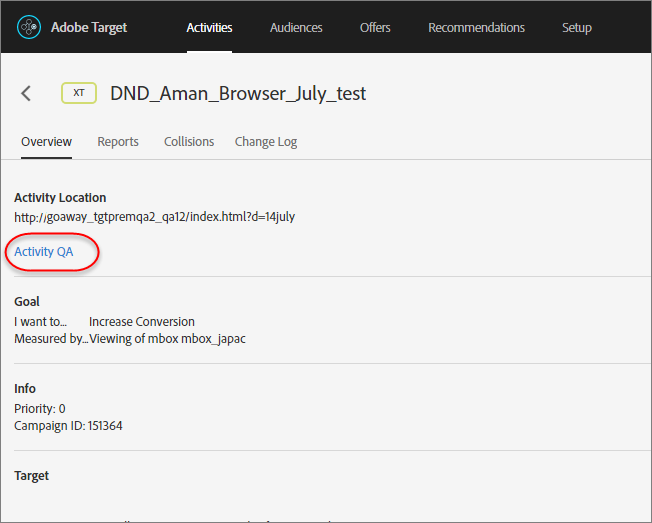 Adobe Target Activities Audiences Offers Recommendations Setup
XT DND_Aman_Browser_July_test
Overview Reports Collisions Change Log
Activity Location
http://goaway_tgtpremqa2_qa12/index.html?d=14july
Activity QA
Goal
I want to... Increase Conversion
Measured by... Viewing of mbox mbox_japac
Info
Priority: 0
Campaign ID: 151364
Target